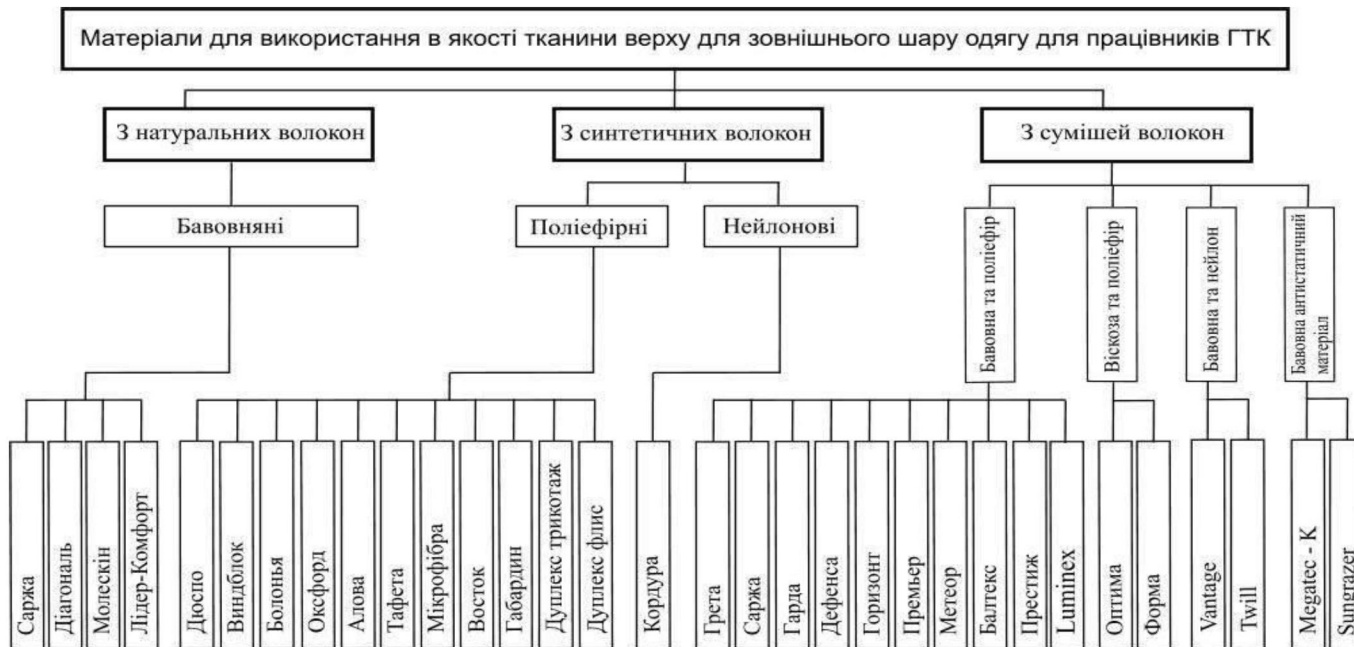 Матеріали для використання в якості тканини верху для зовнішнього шару одягу для працівників ГТК
З натуральних волокон
З синтетичних волокон
З сумішей волокон
Бавовняні
Поліефірні
Нейлонові
Бавовна та поліефір
Віскоза та поліефір
Бавовна та нейлон
Бавовна антистатичний
матеріал
Саржа
Діагональ
Молескін
Лідер-Комфорт
Дюспо
Виндблок
Болонья
Оксфорд
Алова
Тафета
Мікрофібра
Восток
Габардин
Дуплекс трикотаж
Дуплекс флис
Кордура
Грета
Саржа
Гарда
Дефенса
Горизонт
Премьер
Метеор
Балтекс
Престиж
Luminex
Оптима
Форма
Vantage
Twill
Megatec - K
Sungrazer